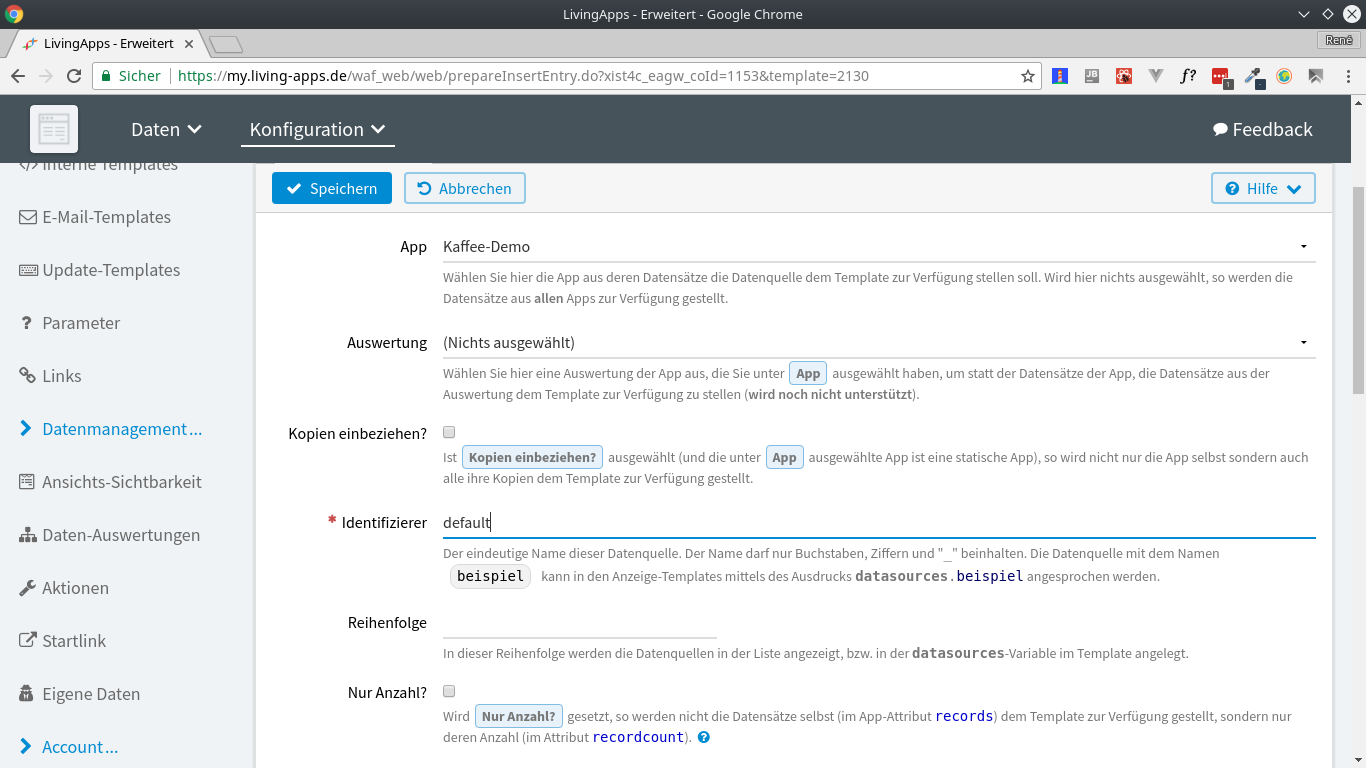 LivingApps - Erweitert - Google Chrome
LivingApps - Erweitert
René
Sicher https://my.living-apps.de/waf_web/web/prepareInsertEntry.do?xist4c_eagw_coId=1153&template=2130
JB
f?
1
Daten
Konfiguration
Feedback
Interne Templates
E-Mail-Templates
Update-Templates
Parameter
Links
Datenmanagement ...
Ansichts-Sichtbarkeit
Daten-Auswertungen
Aktionen
Startlink
Eigene Daten
Account ...
Speichern
Abbrechen
Hilfe
App
Kaffee-Demo
Wählen Sie hier die App aus deren Datensätze die Datenquelle dem Template zur Verfügung stellen soll. Wird hier nichts ausgewählt, so werden die
Datensätze aus allen Apps zur Verfügung gestellt.
Auswertung
(Nichts ausgewählt)
Wählen Sie hier eine Auswertung der App aus, die Sie unter App ausgewählt haben, um statt der Datensätze der App, die Datensätze aus der
Auswertung dem Template zur Verfügung zu stellen (wird noch nicht unterstützt).
Kopien einbeziehen?
Ist Kopien einbeziehen? ausgewählt (und die unter App ausgewählte App ist eine statische App), so wird nicht nur die App selbst sondern auch
alle ihre Kopien dem Template zur Verfügung gestellt.
* Identifizierer
default
Der eindeutige Name dieser Datenquelle. Der Name darf nur Buchstaben, Ziffern und "_" beinhalten. Die Datenquelle mit dem Namen
beispiel kann in den Anzeige-Templates mittels des Ausdrucks datasources.beispiel angesprochen werden.
Reihenfolge
In dieser Reihenfolge werden die Datenquellen in der Liste angezeigt, bzw. in der datasources-Variable im Template angelegt.
Nur Anzahl?
Wird Nur Anzahl? gesetzt, so werden nicht die Datensätze selbst (im App-Attribut records) dem Template zur Verfügung gestellt, sondern nur
deren Anzahl (im Attribut recordcount).